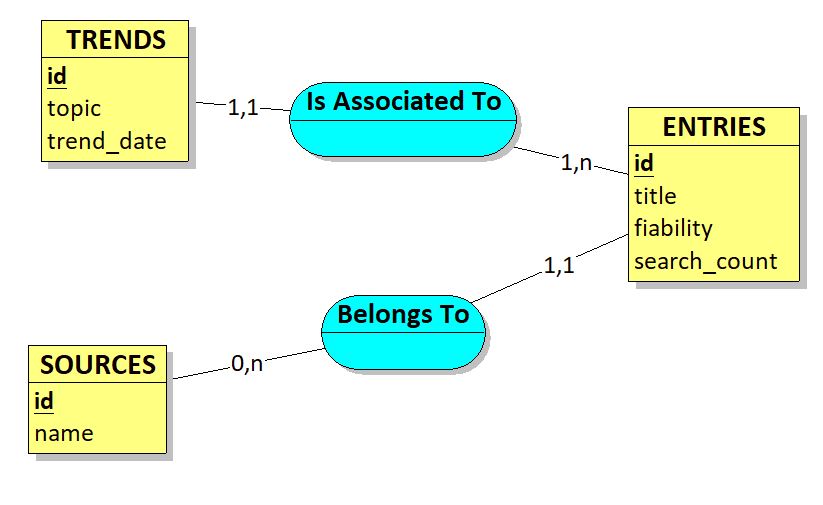 TRENDS
id
topic
trend_date
1,1
Is Associated To
1,n
ENTRIES
id
title
fiability
search_count
1,1
Belongs To
0,n
SOURCES
id
name